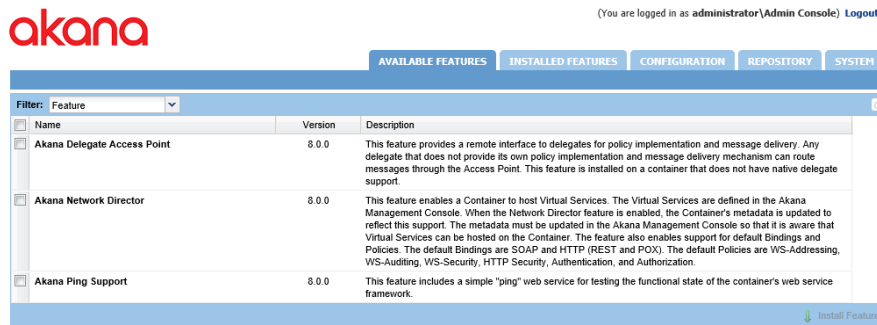 akana
(You are logged in as administrator\Admin Console) Logout
AVAILABLE FEATURES INSTALLED FEATURES CONFIGURATION REPOSITORY SYSTEM
Filter: Feature
Name Version Description
Akana Delegate Access Point 8.0.0 This feature provides a remote interface to delegates for policy implementation and message delivery. Any
delegate that does not provide its own policy implementation and message delivery mechanism can route
messages through the Access Point. This feature is installed on a container that does not have native delegate
support.
Akana Network Director 8.0.0 This feature enables a Container to host Virtual Services. The Virtual Services are defined in the Akana
Management Console. When the Network Director feature is enabled, the Container's metadata is updated to
reflect this support. The metadata must be updated in the Akana Management Console so that it is aware that
Virtual Services can be hosted on the Container. The feature also enables support for default Bindings and
Policies. The default Bindings are SOAP and HTTP (REST and POX). The default Policies are WS-Addressing,
WS-Auditing, WS-Security, HTTP Security, Authentication, and Authorization.
Akana Ping Support 8.0.0 This feature includes a simple "ping" web service for testing the functional state of the container's web service
framework.
Install Feature